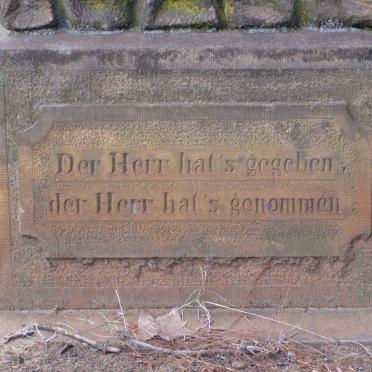 Der Herr hat's gegeben,
der Herr hat's genommen.